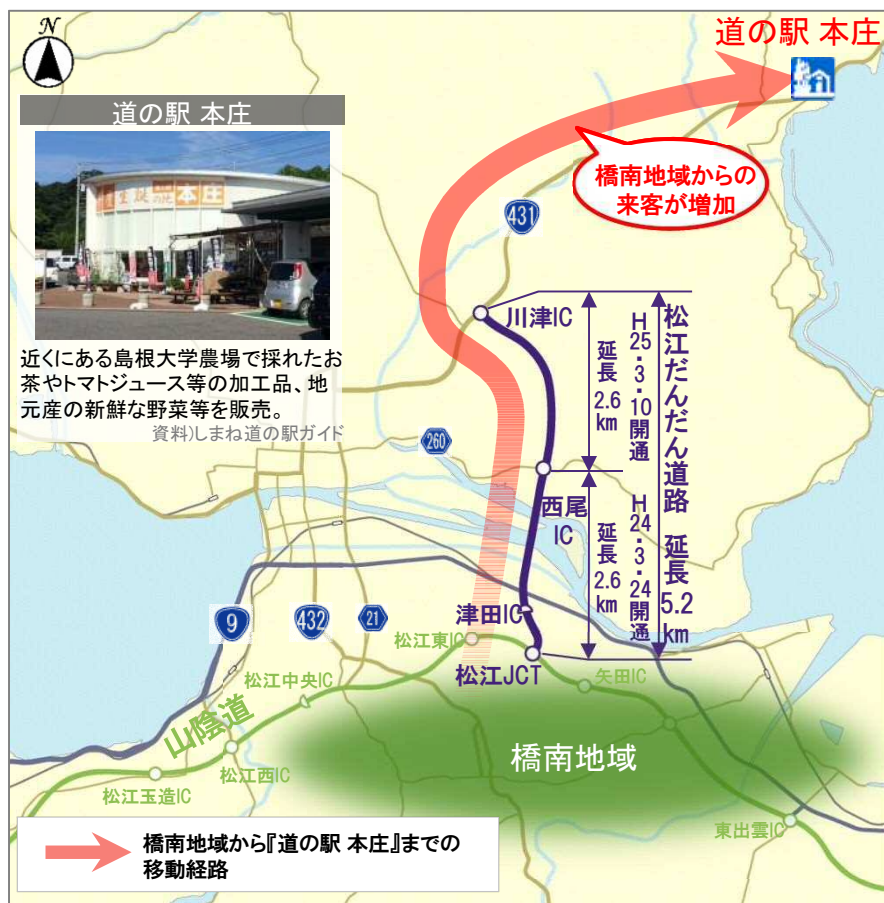 N
道の駅 本庄
道の駅 本庄
本庄
近くにある島根大学農場で採れたお
茶やトマトジュース等の加工品、地
元産の新鮮な野菜等を販売。
資料)しまね道の駅ガイド
橋南地域からの
来客が増加
431
川津IC
延長 2.6 km
H25・3・10 開通
松江だんだん道路 延長 5.2 km
260
西尾
IC
延長 2.6 km
H24・3・24 開通
津田IC
9
432
21
松江東IC
松江JCT
矢田IC
松江中央IC
山陰道
松江西IC
松江玉造IC
橋南地域
東出雲IC
橋南地域から『道の駅 本庄』までの
移動経路